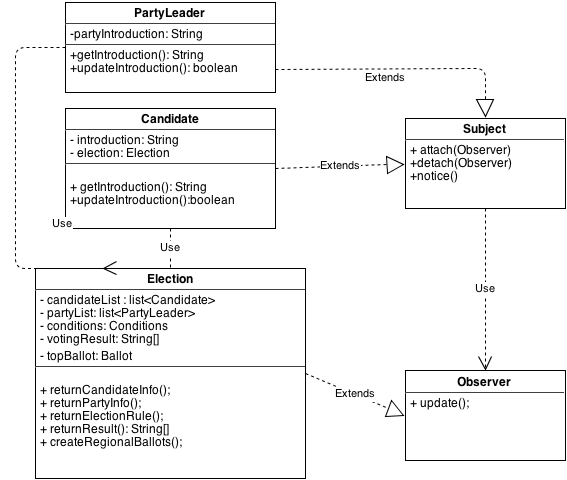 PartyLeader
-partyIntroduction: String
+getIntroduction(): String
+updateIntroduction(): boolean
Extends
Candidate
- introduction: String
- election: Election
+ getIntroduction(): String
+updateIntroduction():boolean
Extends
Subject
+ attach(Observer)
+detach(Observer)
+notice()
Use
Use
Use
Election
- candidateList : list<Candidate>
- partyList: list<PartyLeader>
- conditions: Conditions
- votingResult: String[]
- topBallot: Ballot
+ returnCandidateInfo();
+ returnPartyInfo();
+ returnElectionRule();
+ returnResult(): String[]
+ createRegionalBallots();
Extends
Observer
+ update();